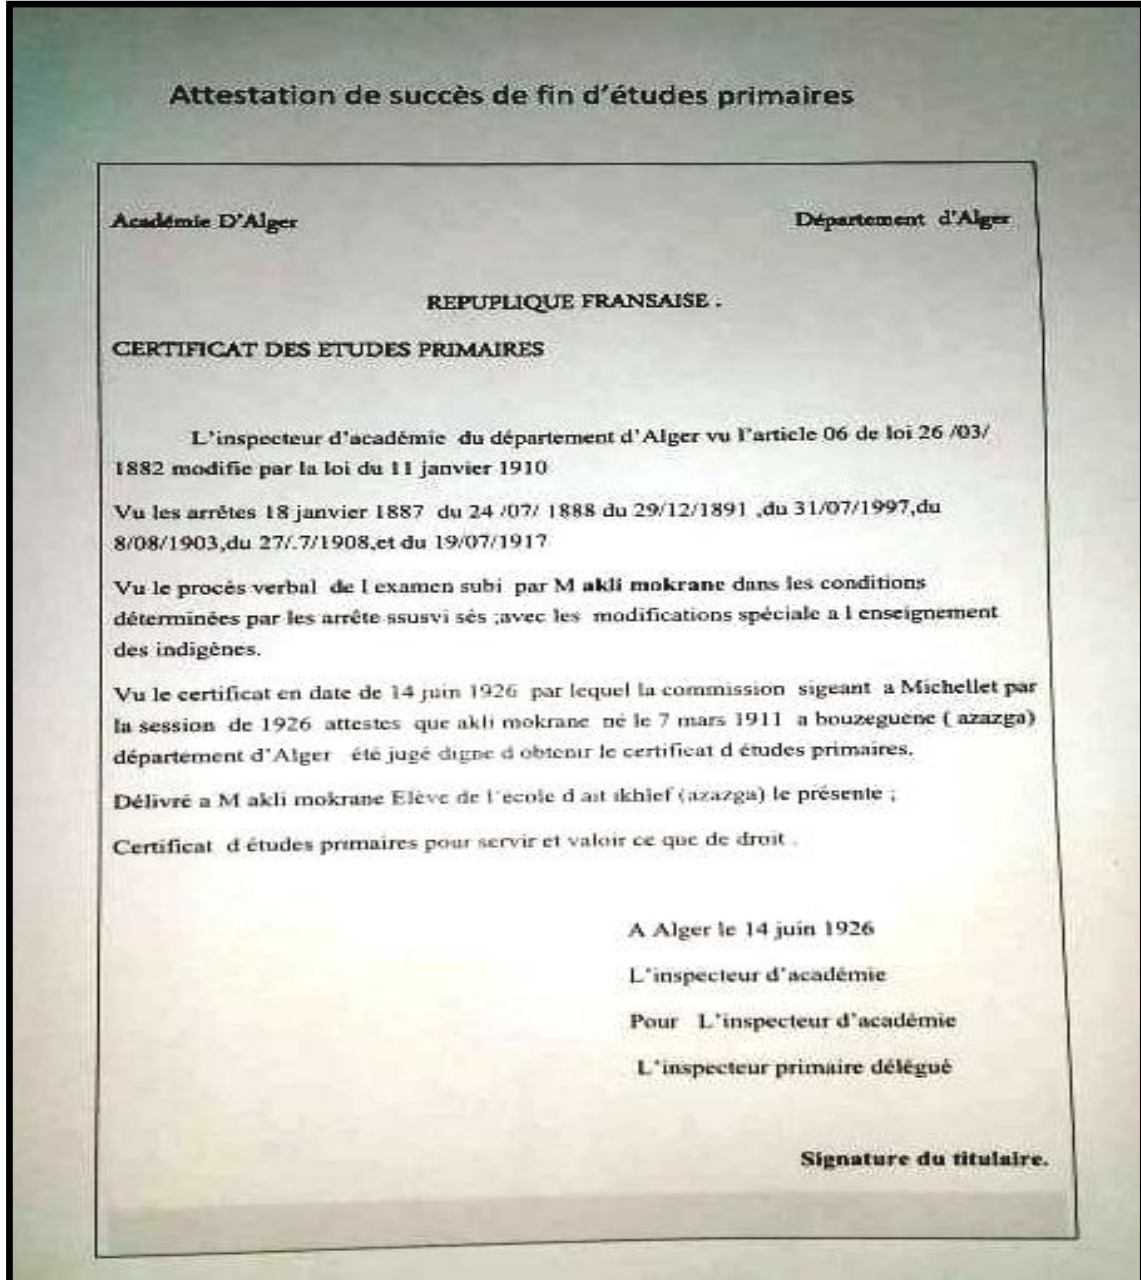 Attestation de succès de fin d'études primaires
Académie D'Alger
Département d'Alger
REPUPLIQUE FRANSAISE .
CERTIFICAT DES ETUDES PRIMAIRES
L'inspecteur d'académie du département d'Alger vu l'article 06 de loi 26 /03/
1882 modifie par la loi du 11 janvier 1910
Vu les arrêtes 18 janvier 1887 du 24 /07/ 1888 du 29/12/1891 ,du 31/07/1997,du
8/08/1903,du 27/.7/1908,et du 19/07/1917
Vu le procés verbal de l examen subi par M akli mokrane dans les conditions
déterminées par les arrête ssusvi sés ;avec les modifications spéciale a l enseignement
des indigènes.
Vu le certificat en date de 14 juin 1926 par lequel la commission sigeant a Michellet par
la session de 1926 attestes que akli mokrane né le 7 mars 1911 a bouzeguene ( azazga)
département d'Alger été jugé digne d obtenir le certificat d études primaires.
Délivré a M akli mokrane Elève de l'école d ait ikhlef (azazga) le présente ;
Certificat d études primaires pour servir et valoir ce que de droit .
A Alger le 14 juin 1926
L'inspecteur d'académie
Pour L'inspecteur d'académie
L'inspecteur primaire délégué
Signature du titulaire.